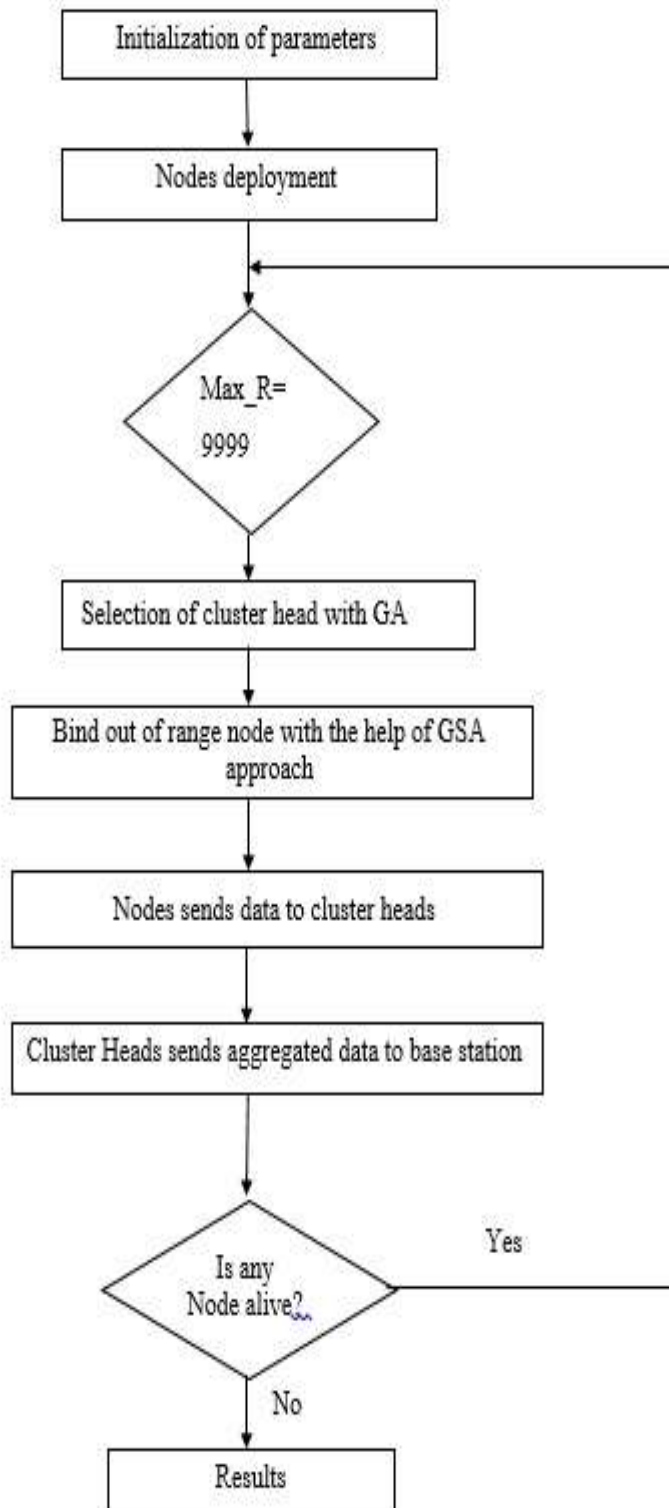 Initialization of parameters
Nodes deployment
Max_R=
9999
Selection of cluster head with GA
Bind out of range node with the help of GSA
approach
Nodes sends data to cluster heads
Cluster Heads sends aggregated data to base station
Is any
Node alive?
Yes
No
Results